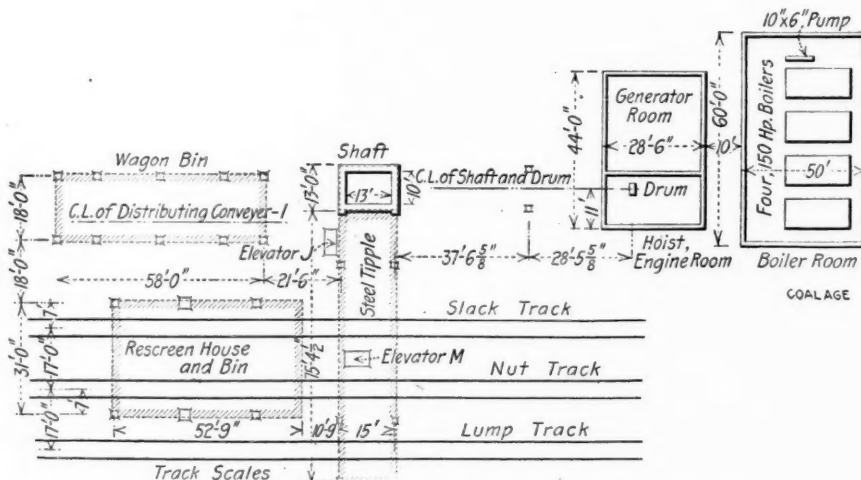 10"x6" Pump
Four, 150 Hp. Boilers
50'
Boiler Room
COALAGE
60'-0"
10'
44'-0"
Generator
Room
28'-6"
Drum
11'
Hoist,
Engine Room
Shaft
13'-0"
13'
10'
C.L. of Shaft and Drum
37'-6 5/8"
28'-5 5/8"
Wagon Bin
18'-0"
C.L. of Distributing Conveyer-1
Elevator J
18'-0"
58'-0"
21'-6"
Steel Tipple
75'-4 1/2"
Slack Track
7'
31'-0"
17'-0"
Rescreen House
and Bin
Elevator M
Nut Track
7'
17'-0"
52'-9"
10'-9"
15'
Lump Track
Track Scales